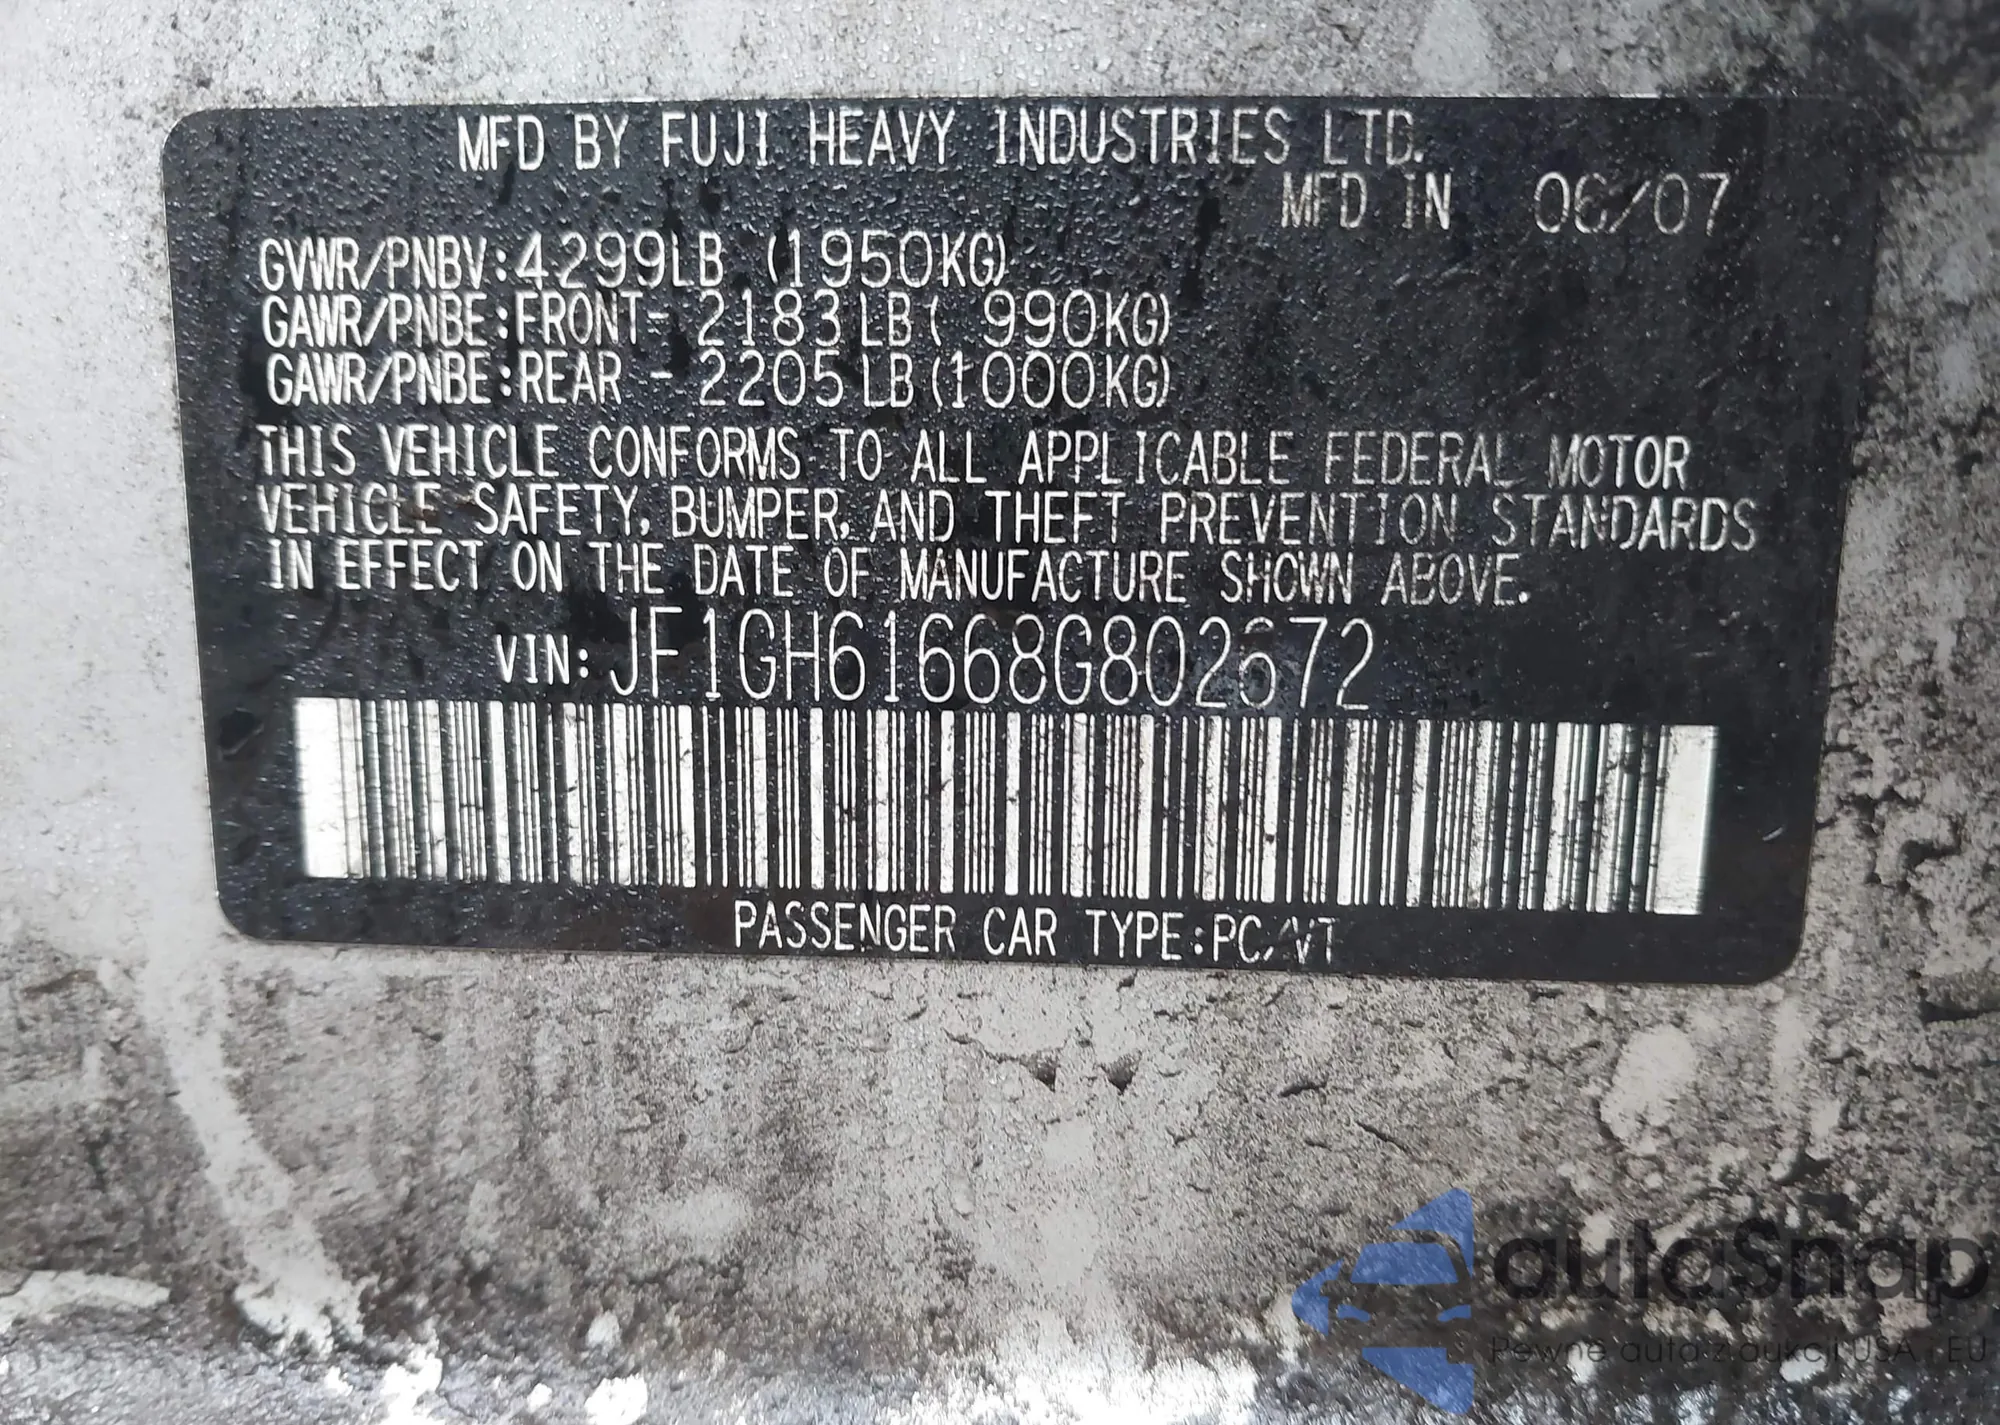 MFD BY FUJI HEAVY INDUSTRIES LTD.
MFD IN 06/07
GVWR/PNBV:4299LB (1950KG)
GAWR/PNBE:FRONT- 2183LB( 990KG)
GAWR/PNBE:REAR - 2205LB(1000KG)
THIS VEHICLE CONFORMS TO ALL APPLICABLE FEDERAL MOTOR
VEHICLE SAFETY, BUMPER, AND THEFT PREVENTION STANDARDS
IN EFFECT ON THE DATE OF MANUFACTURE SHOWN ABOVE.
VIN: JF1GH61668G802672
PASSENGER CAR TYPE:PC/VT
autaSnap
Pewne auta z aukcji USA i EU